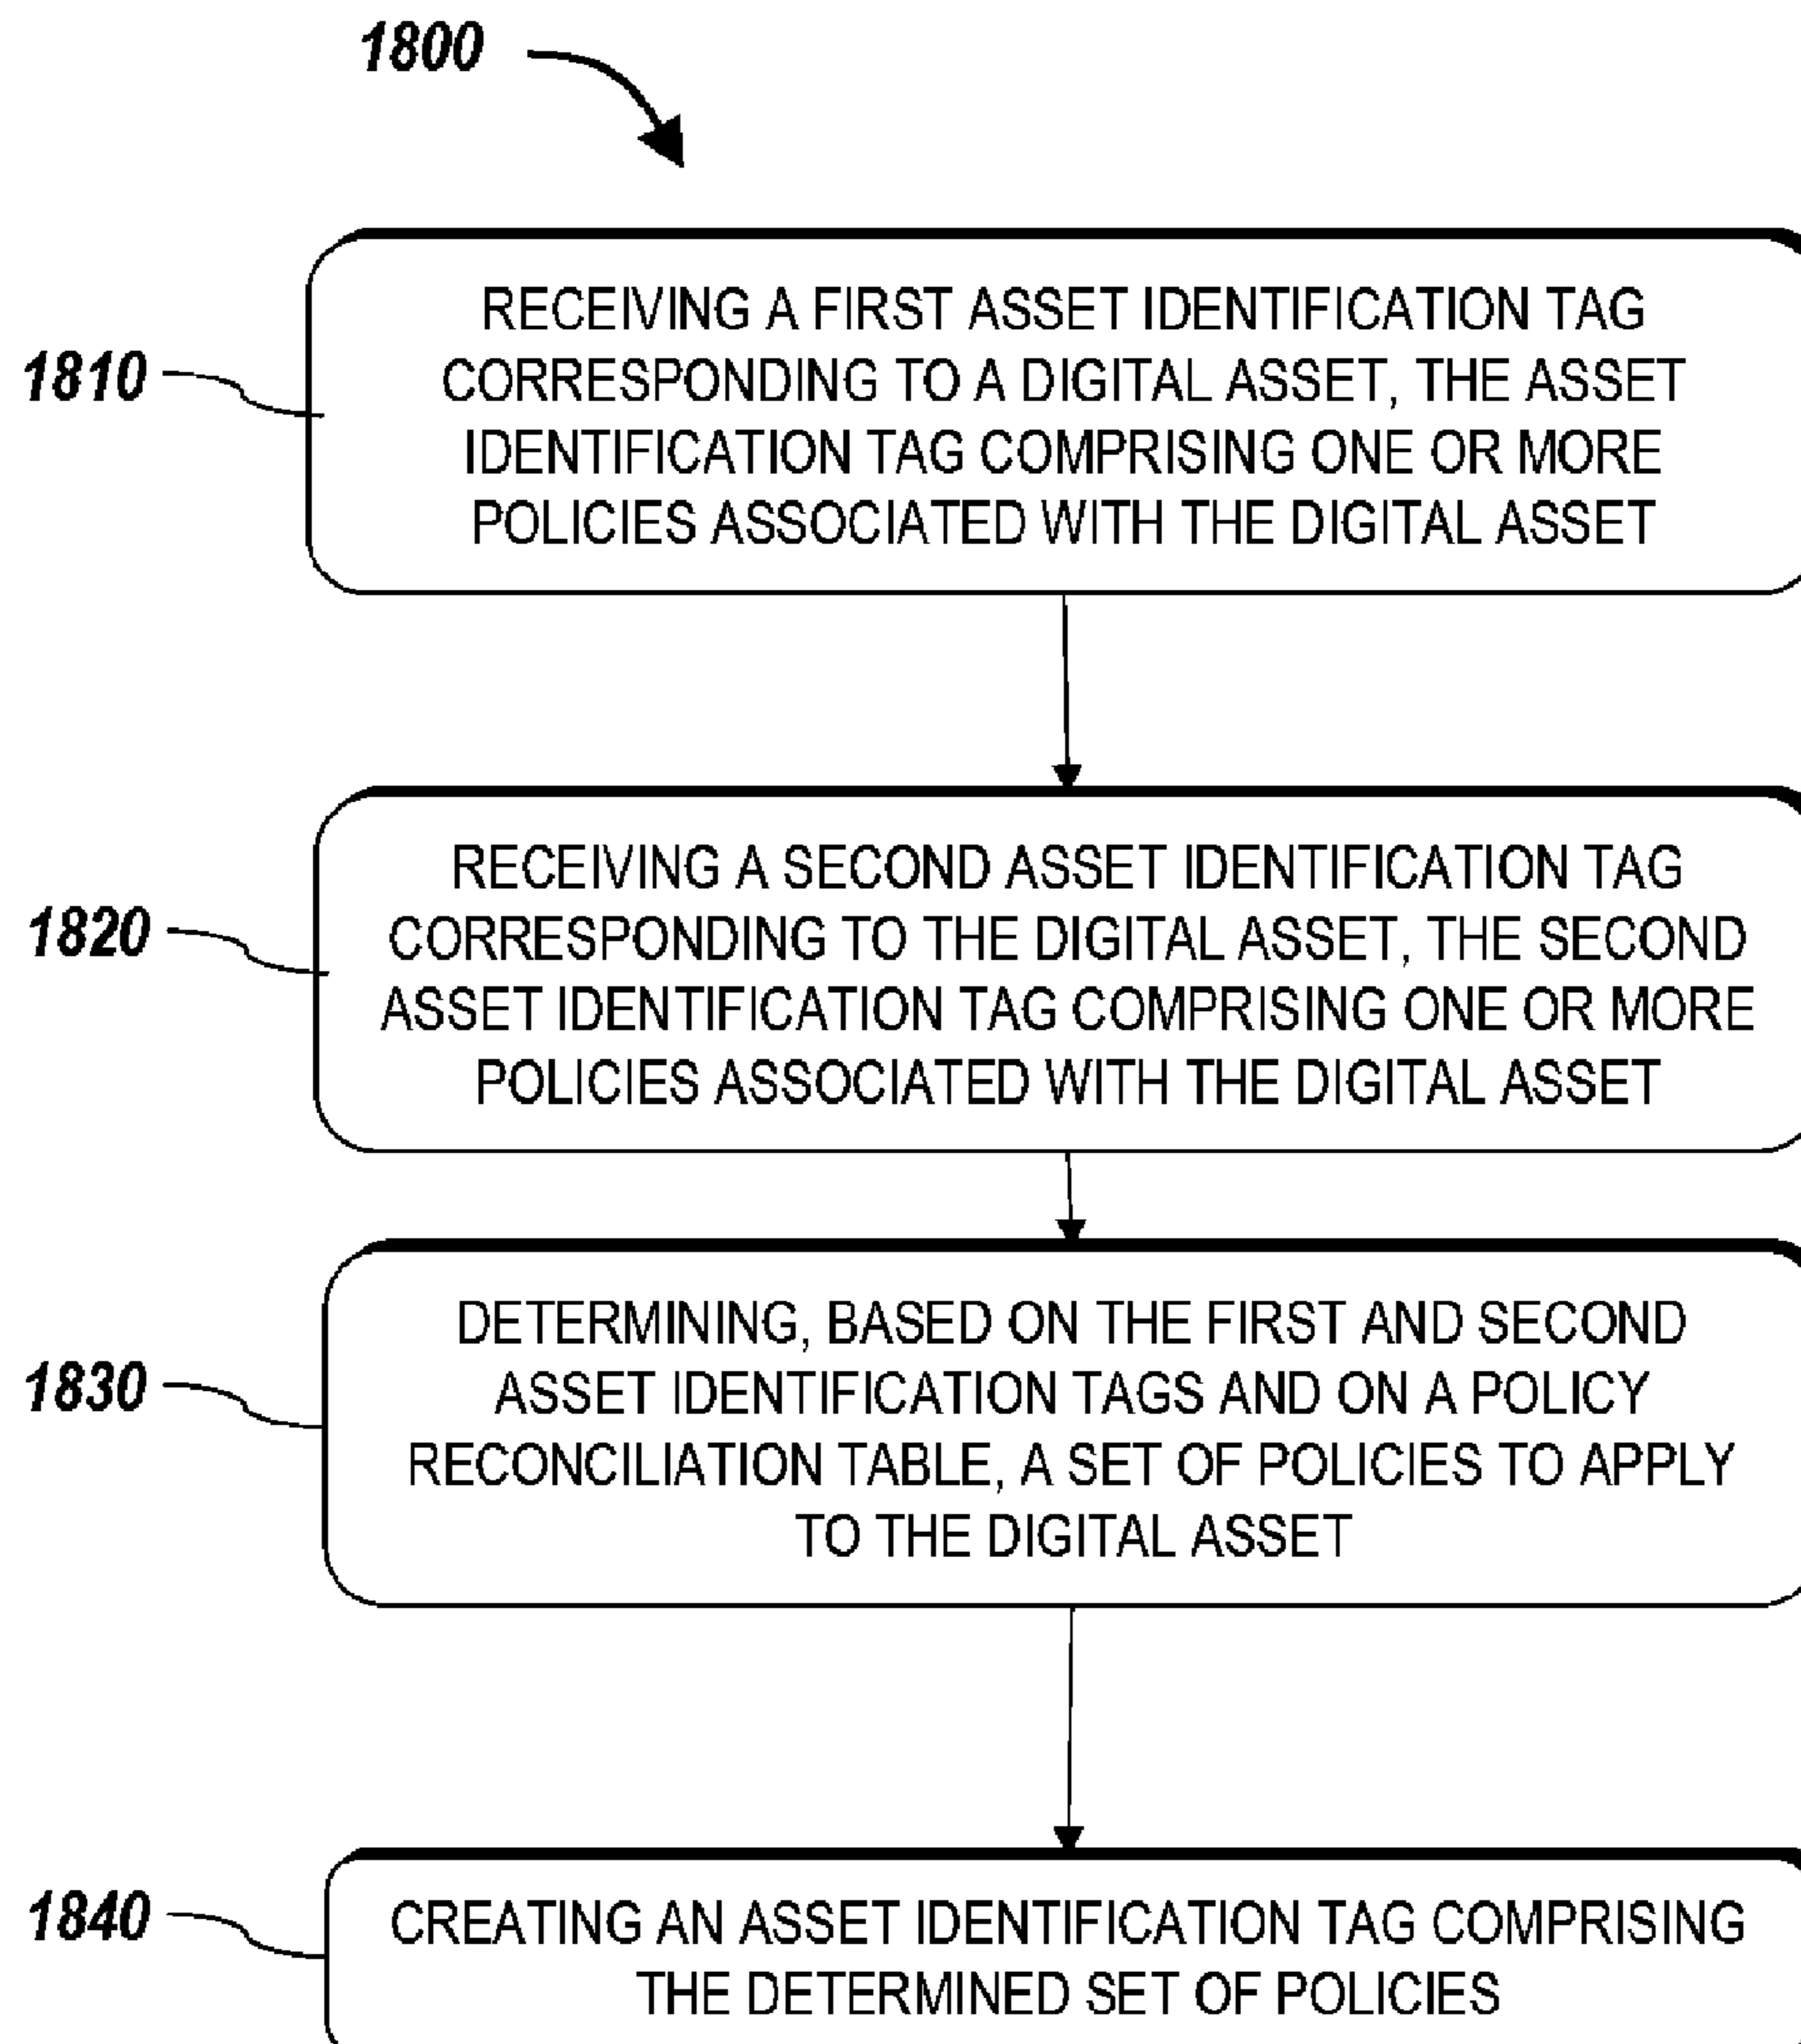 1800
1810
RECEIVING A FIRST ASSET IDENTIFICATION TAG
CORRESPONDING TO A DIGITAL ASSET, THE ASSET
IDENTIFICATION TAG COMPRISING ONE OR MORE
POLICIES ASSOCIATED WITH THE DIGITAL ASSET
1820
RECEIVING A SECOND ASSET IDENTIFICATION TAG
CORRESPONDING TO THE DIGITAL ASSET, THE SECOND
ASSET IDENTIFICATION TAG COMPRISING ONE OR MORE
POLICIES ASSOCIATED WITH THE DIGITAL ASSET
1830
DETERMINING, BASED ON THE FIRST AND SECOND
ASSET IDENTIFICATION TAGS AND ON A POLICY
RECONCILIATION TABLE, A SET OF POLICIES TO APPLY
TO THE DIGITAL ASSET
1840
CREATING AN ASSET IDENTIFICATION TAG COMPRISING
THE DETERMINED SET OF POLICIES